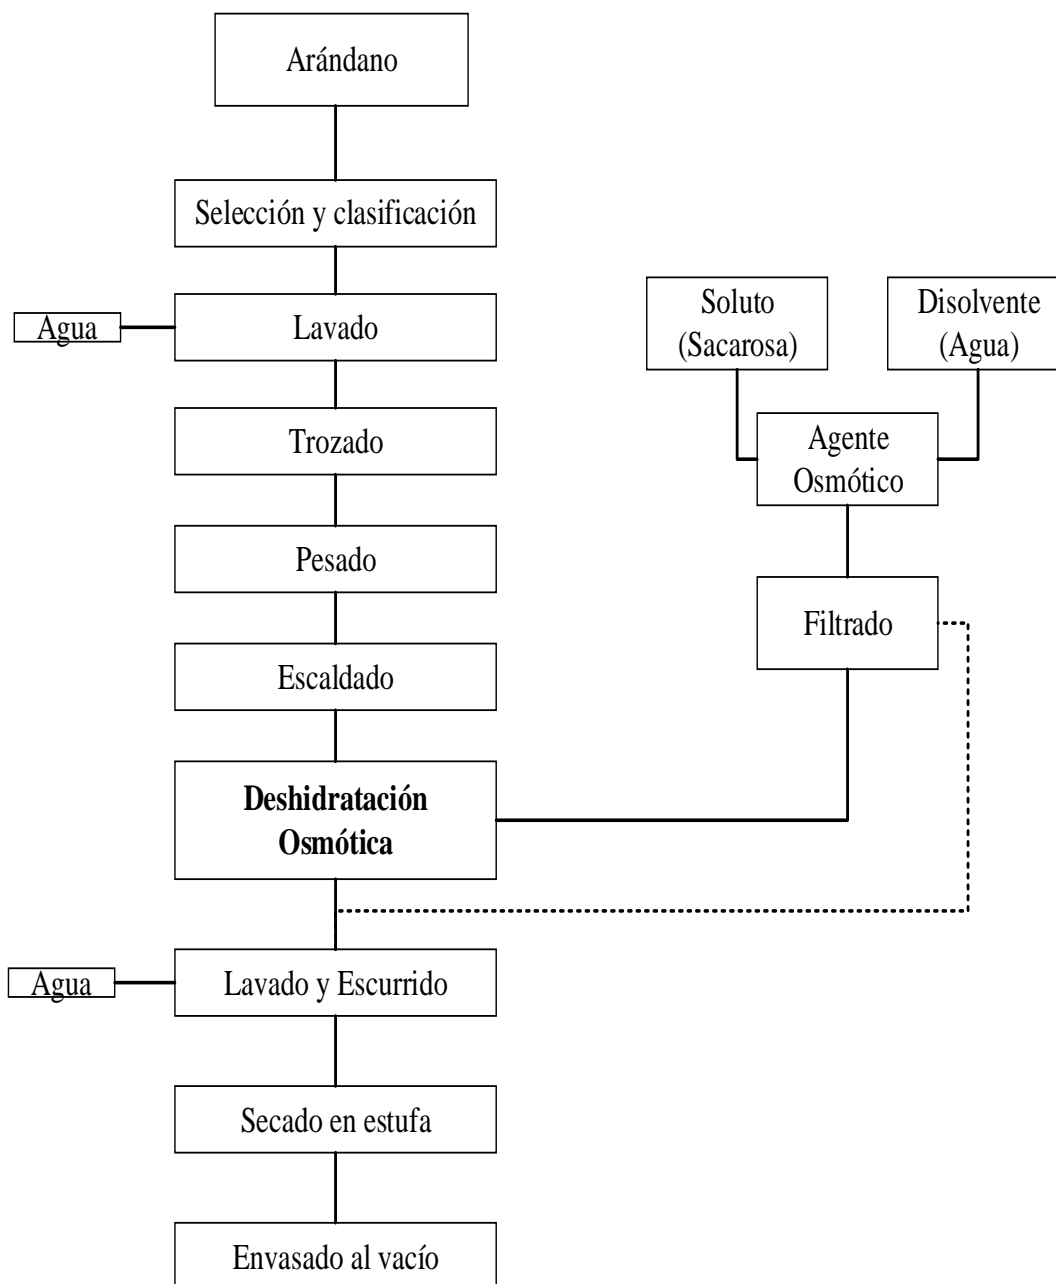 Arándano
Selección y clasificación
Agua
Lavado
Trozado
Pesado
Escaldado
Deshidratación
Osmótica
Agua
Lavado y Escurrido
Secado en estufa
Envasado al vacío
Soluto
(Sacarosa)
Disolvente
(Agua)
Agente
Osmótico
Filtrado